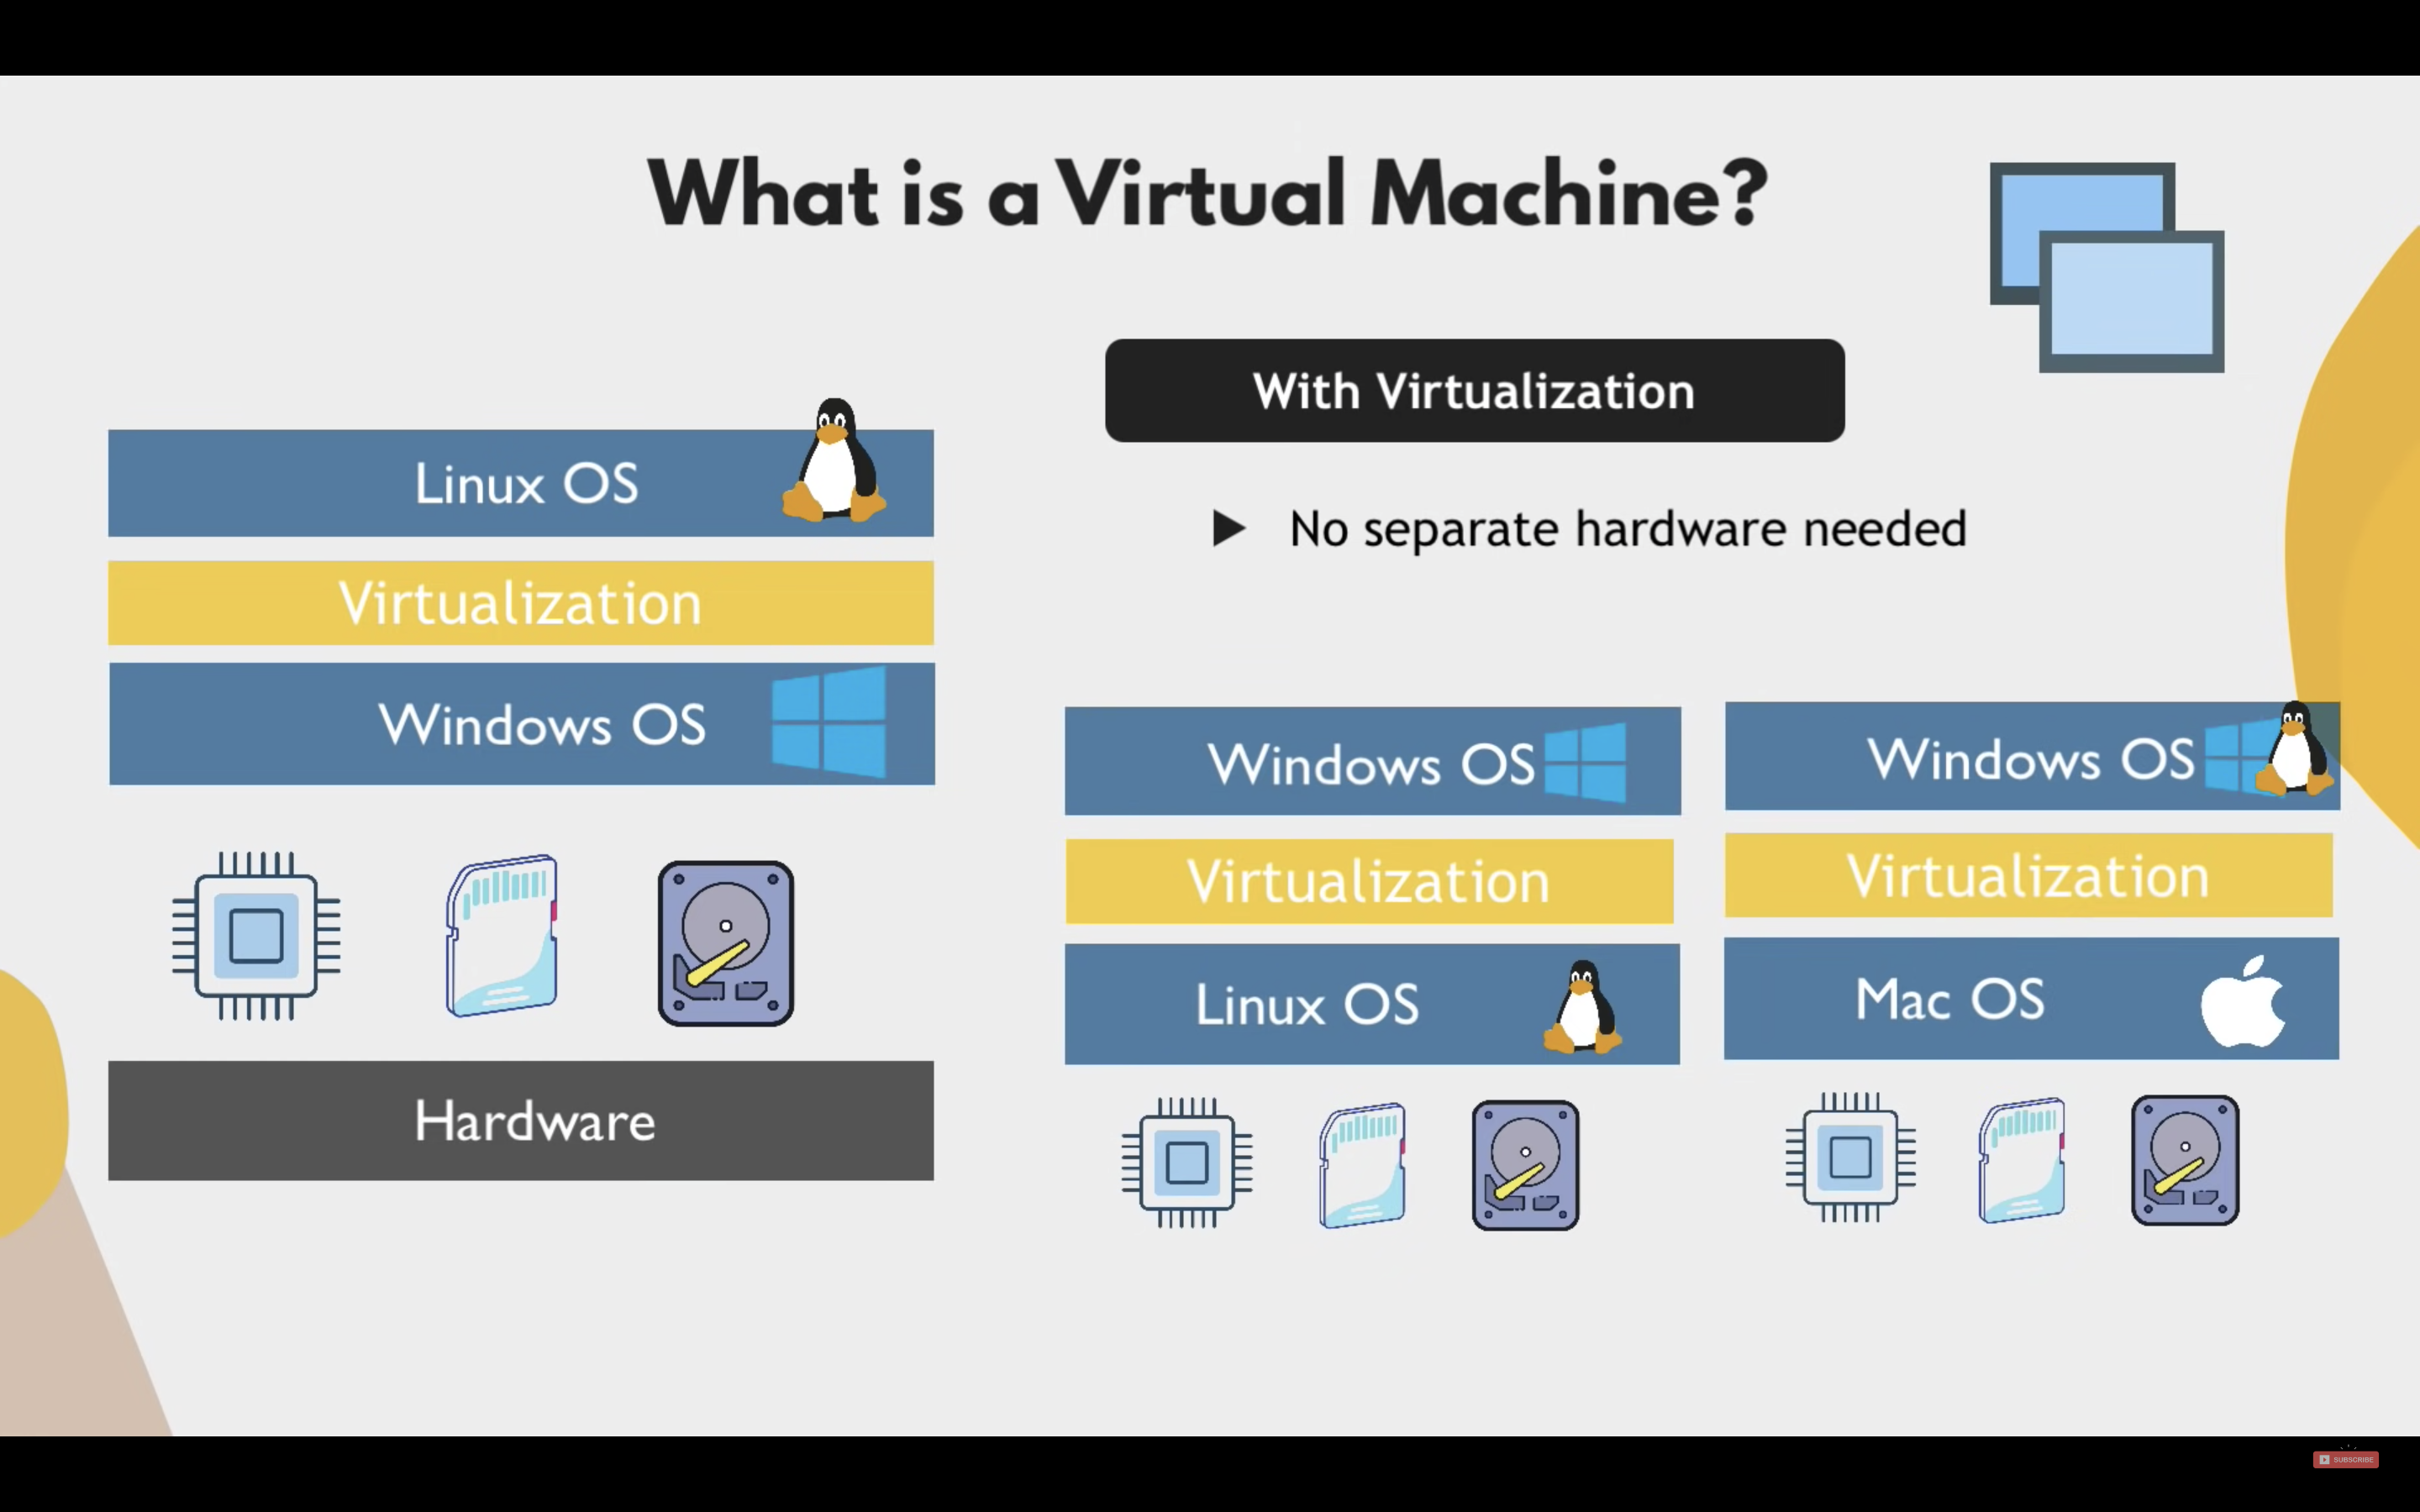 What is a Virtual Machine?
With Virtualization
No separate hardware needed
Linux OS
Virtualization
Windows OS
Hardware
Windows OS
Virtualization
Linux OS
Windows OS
Virtualization
Mac OS
SUBSCRIBE